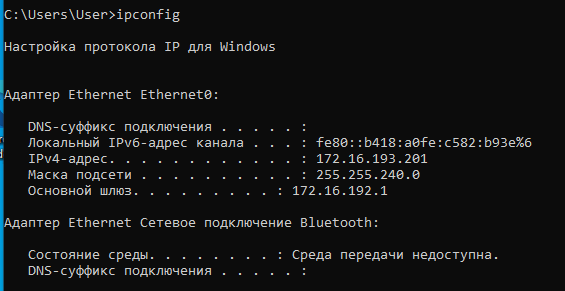 C:\Users\User>ipconfig
Настройка протокола IP для Windows
Адаптер Ethernet Ethernet0:
DNS-суффикс подключения . . . . . :
Локальный IPv6-адрес канала . . . : fe80::b418:a0fe:c582:b93e%6
IPv4-адрес. . . . . . . . . . . . : 172.16.193.201
Маска подсети . . . . . . . . . . : 255.255.240.0
Основной шлюз. . . . . . . . . : 172.16.192.1
Адаптер Ethernet Сетевое подключение Bluetooth:
Состояние среды. . . . . . . . : Среда передачи недоступна.
DNS-суффикс подключения . . . . . :